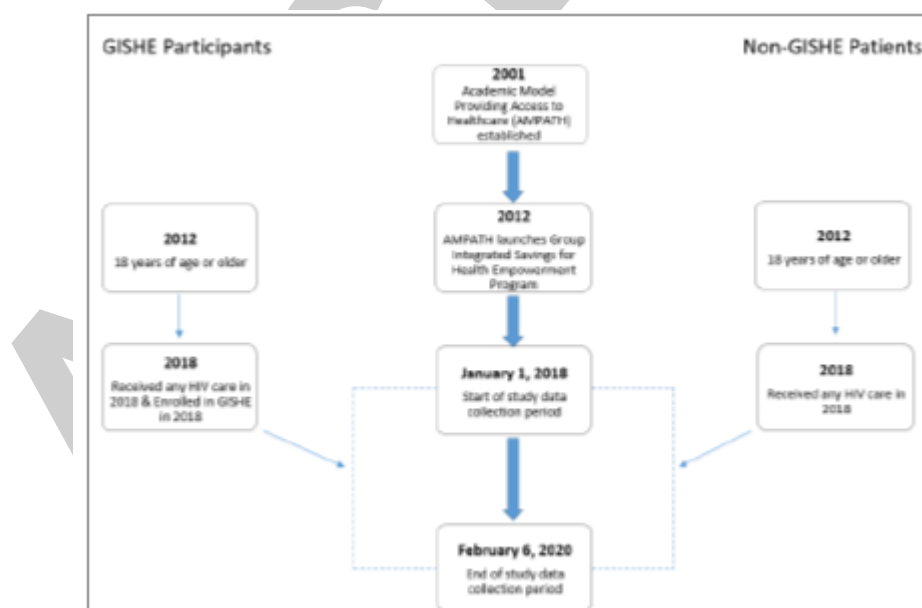 GISHE Participants
Non-GISHE Patients
2001
Academic Model
Providing Access to
Healthcare (AMPATH)
established
2012
18 years of age or older
2012
AMPATH launches Group
Integrated Savings for
Health Empowerment
Program
2012
18 years of age or older
2018
Received any HIV care in
2018 & Enrolled in GISHE
in 2018
January 1, 2018
Start of study data
collection period
2018
Received any HIV care in
2018
February 6, 2020
End of study data
collection period